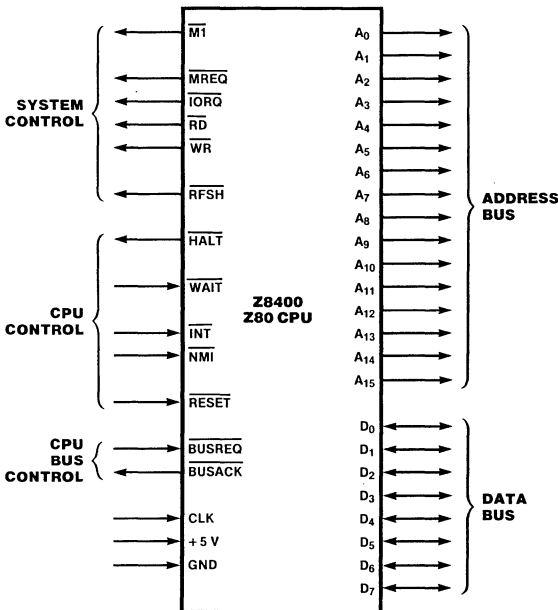 SYSTEM
CONTROL
M1
MREQ
IORQ
RD
WR
RFSH
CPU
CONTROL
HALT
WAIT
INT
NMI
RESET
CPU
BUS
CONTROL
BUSREQ
BUSACK
CLK
+5 V
GND
Z8400
Z80 CPU
A0
A1
A2
A3
A4
A5
A6
A7
A8
A9
A10
A11
A12
A13
A14
A15
ADDRESS
BUS
D0
D1
D2
D3
D4
D5
D6
D7
DATA
BUS